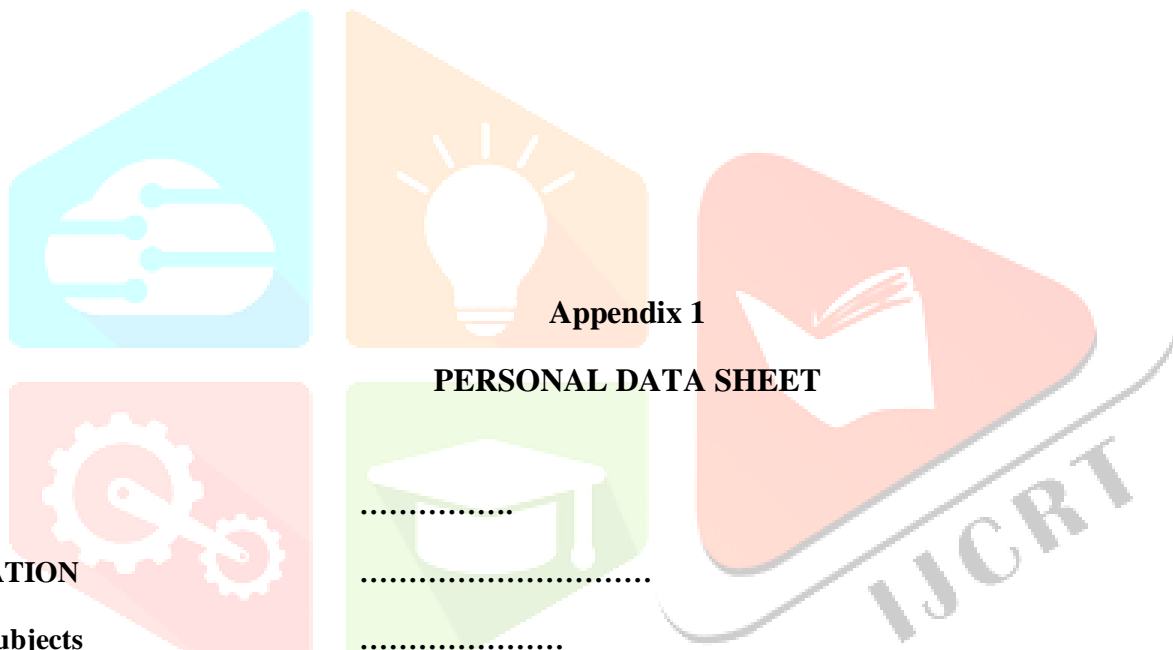 Appendix 1
PERSONAL DATA SHEET
................
ATION ..............................
ubjects .....................
IJCRT